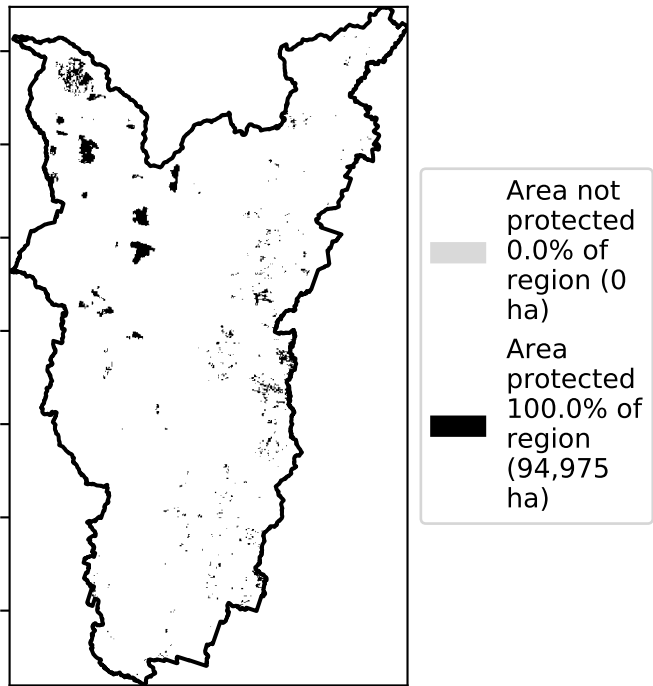 Area not
protected
0.0% of
region (0
ha)
Area
protected
100.0% of
region
(94,975
ha)